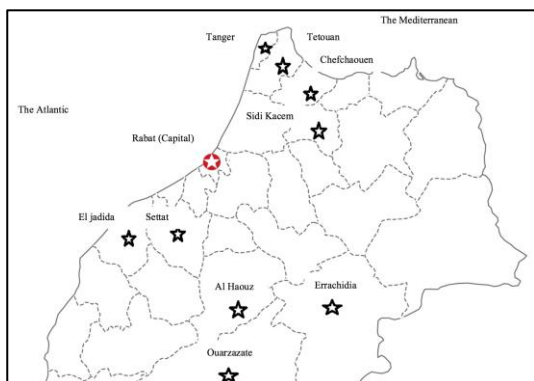 The Mediterranean
Tanger
Tetouan
Chefchaouen
The Atlantic
Sidi Kacem
Rabat (Capital)
El jadida
Settat
Al Haouz
Errachidia
Ouarzazate